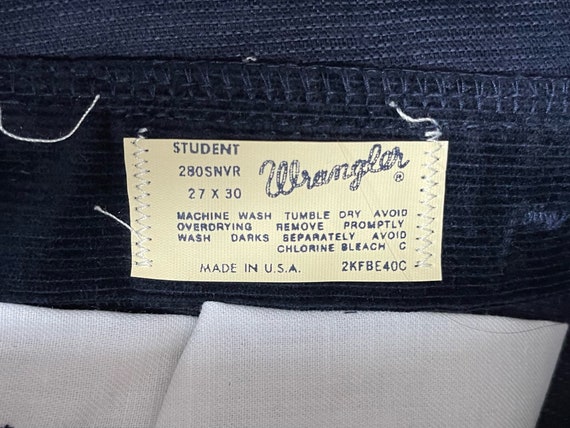 STUDENT
280SNVR Wrangler ®
27 X 30
MACHINE WASH TUMBLE DRY AVOID
OVERDRYING REMOVE PROMPTLY
WASH DARKS SEPARATELY AVOID
CHLORINE BLEACH C
MADE IN U.S.A. 2KFBE40C